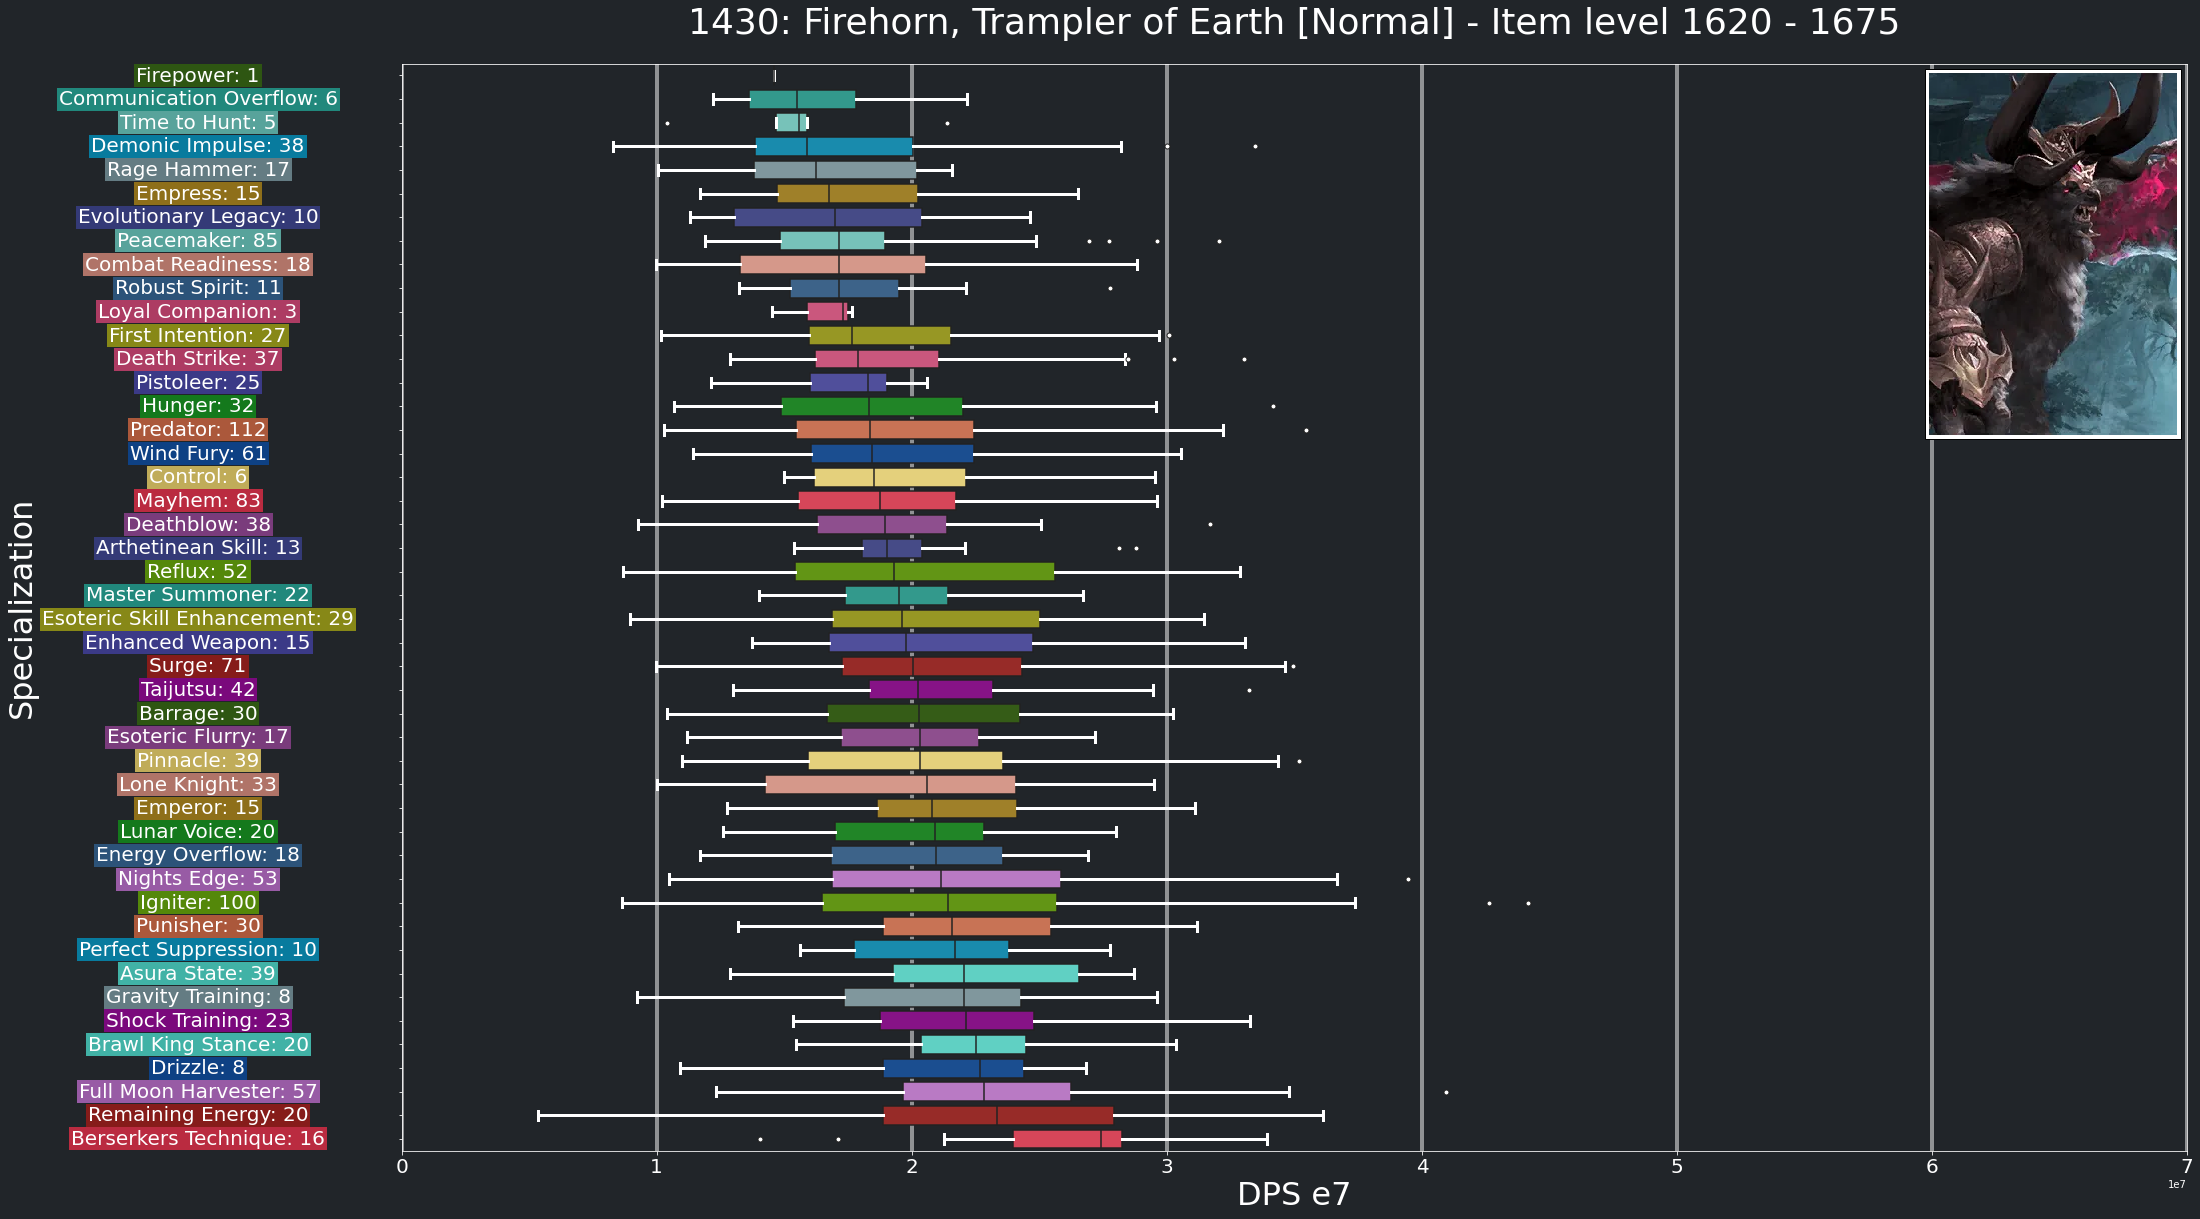 1430: Firehorn, Trampler of Earth [Normal] - Item level 1620 - 1675
Firepower: 1
Communication Overflow: 6
Time to Hunt: 5
Demonic Impulse: 38
Rage Hammer: 17
Empress: 15
Evolutionary Legacy: 10
Peacemaker: 85
Combat Readiness: 18
Robust Spirit: 11
Loyal Companion: 3
First Intention: 27
Death Strike: 37
Pistoleer: 25
Hunger: 32
Predator: 112
Wind Fury: 61
Control: 6
Mayhem: 83
Deathblow: 38
Arthetinean Skill: 13
Reflux: 52
Master Summoner: 22
Esoteric Skill Enhancement: 29
Enhanced Weapon: 15
Surge: 71
Taijutsu: 42
Barrage: 30
Esoteric Flurry: 17
Pinnacle: 39
Lone Knight: 33
Emperor: 15
Lunar Voice: 20
Energy Overflow: 18
Nights Edge: 53
Igniter: 100
Punisher: 30
Perfect Suppression: 10
Asura State: 39
Gravity Training: 8
Shock Training: 23
Brawl King Stance: 20
Drizzle: 8
Full Moon Harvester: 57
Remaining Energy: 20
Berserkers Technique: 16
Specialization
0 1 2 3 4 5 6 7
1e7
DPS e7